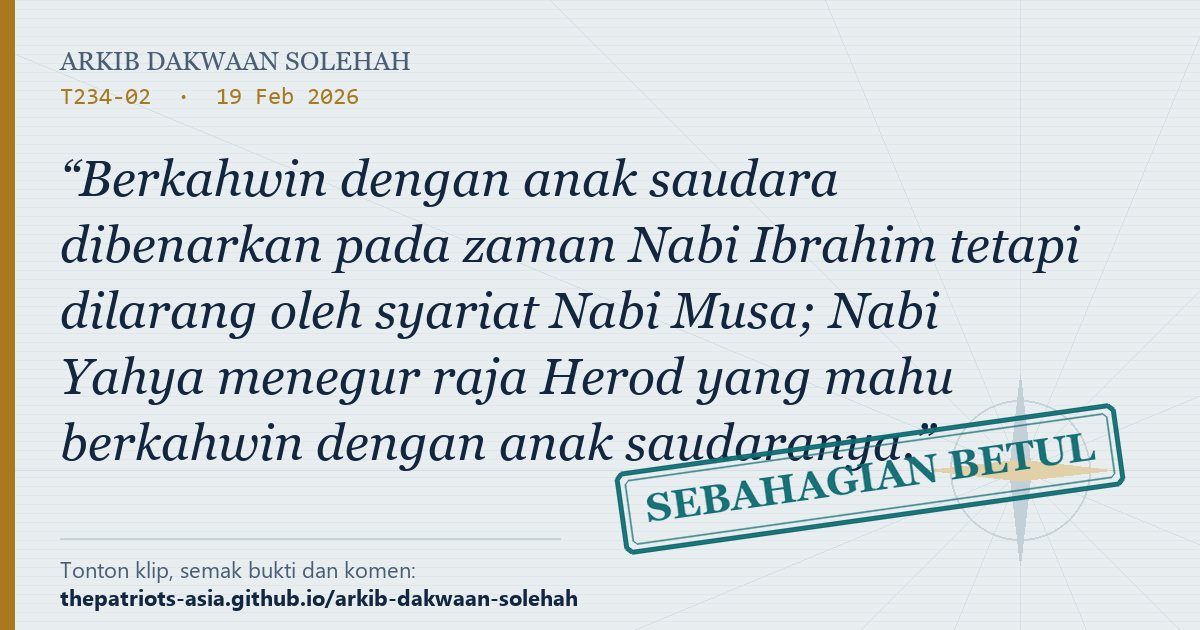 ARKIB DAKWAAN SOLEHAH
T234-02 · 19 Feb 2026
“Berkahwin dengan anak saudara
dibenarkan pada zaman Nabi Ibrahim tetapi
dilarang oleh syariat Nabi Musa; Nabi
Yahya menegur raja Herod yang mahu
berkahwin dengan anak saudaranya.”
SEBAHAGIAN BETUL
Tonton klip, semak bukti dan komen:
thepatriots-asia.github.io/arkib-dakwaan-solehah